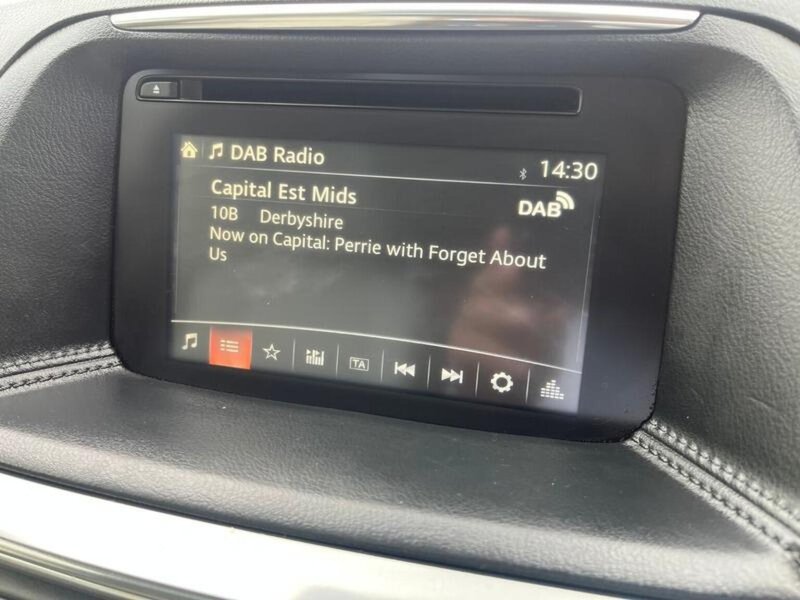 DAB Radio
14:30
Capital Est Mids
DAB
10B Derbyshire
Now on Capital: Perrie with Forget About
Us
TA